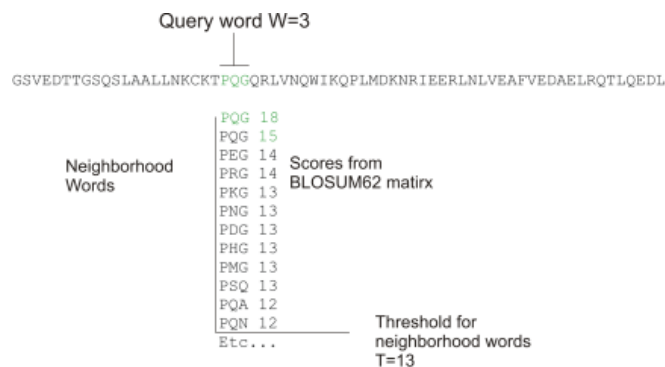 Query word W=3
GSVEDTTGSQSLAALLNKCKTPQGQRLVNQWIKQPLMDKNRIEERLNLVEAFVEDAELRQTLQEDL
PQG 18
PQG 15
PEG 14
PRG 14
PKG 13
PNG 13
PDG 13
PHG 13
PMG 13
PSQ 13
PQA 12
PQN 12
Etc...
Neighborhood
Words
Scores from
BLOSUM62 matirx
Threshold for
neighborhood words
T=13